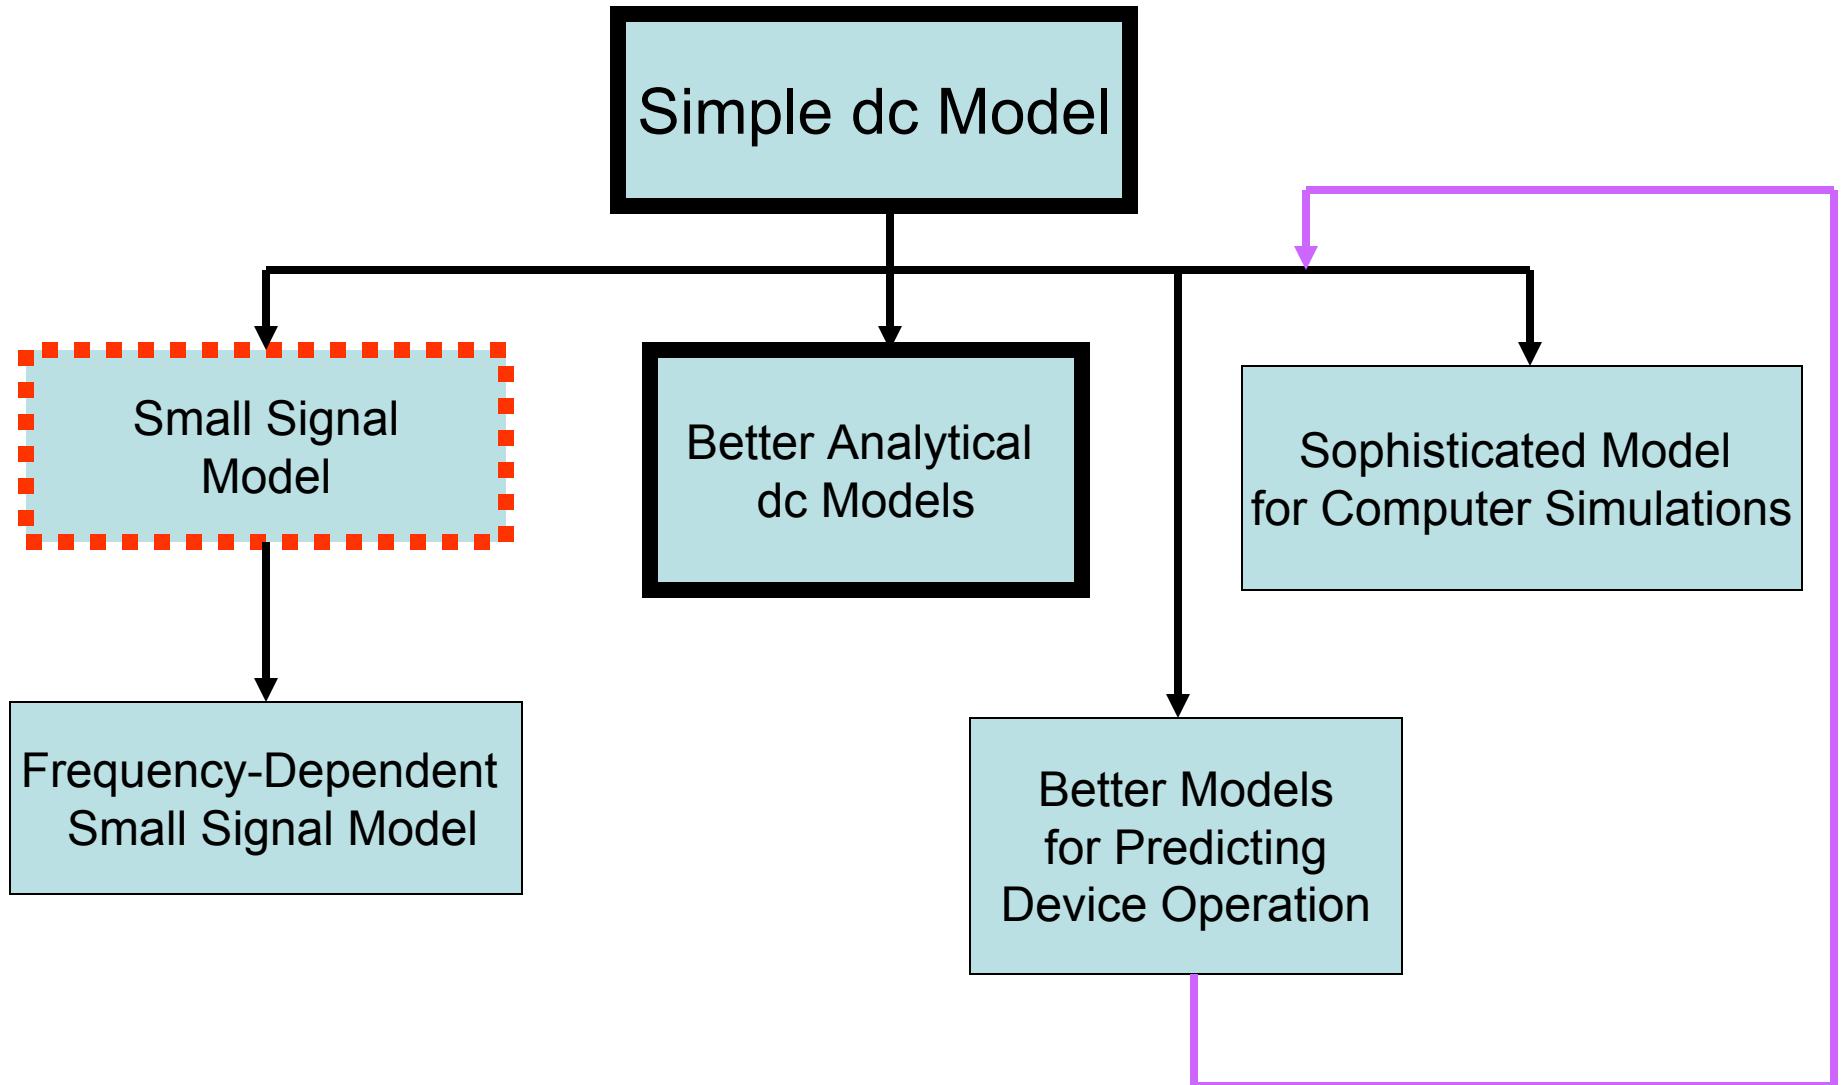 Simple dc Model
Small Signal
Model
Better Analytical
dc Models
Sophisticated Model
for Computer Simulations
Frequency-Dependent
Small Signal Model
Better Models
for Predicting
Device Operation